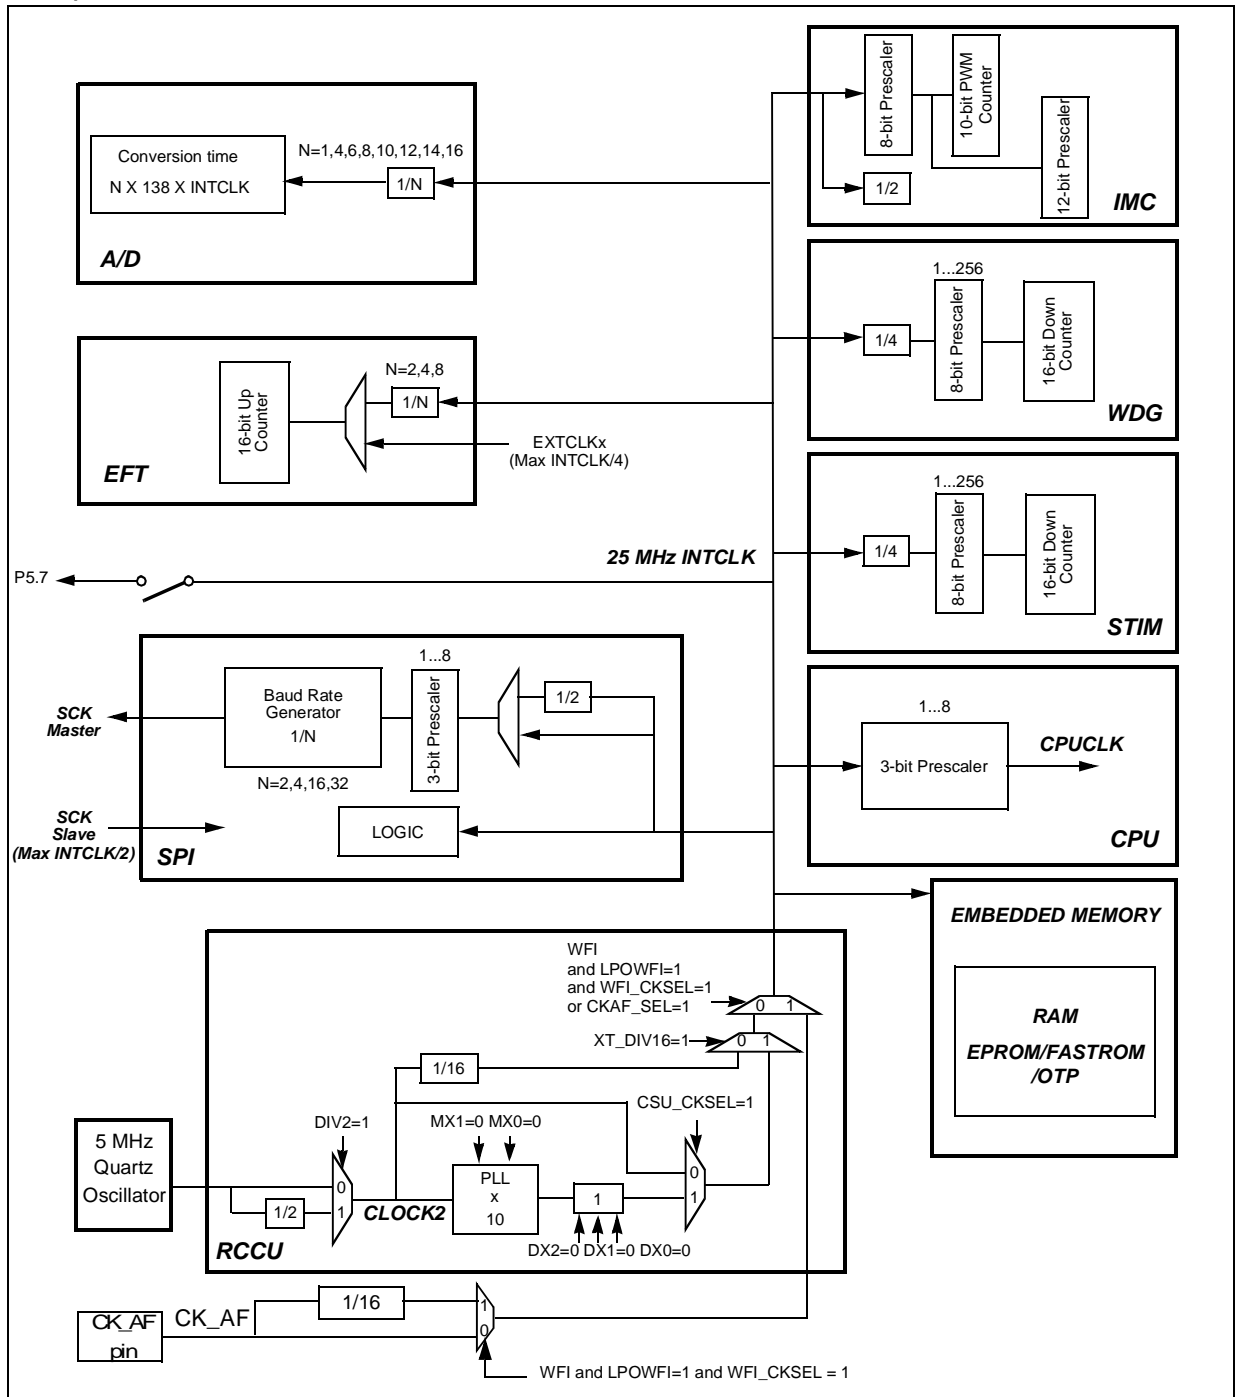 Conversion time
N X 138 X INTCLK
N=1,4,6,8,10,12,14,16
1/N
A/D
8-bit Prescaler
10-bit PWM
Counter
12-bit Prescaler
1/2
IMC
16-bit Up
Counter
N=2,4,8
1/N
EXTCLKx
(Max INTCLK/4)
EFT
1...256
1/4
8-bit Prescaler
16-bit Down
Counter
WDG
1...256
1/4
8-bit Prescaler
16-bit Down
Counter
STIM
25 MHz INTCLK
P5.7
SCK
Master
Baud Rate
Generator
1/N
N=2,4,16,32
1...8
3-bit Prescaler
1/2
SCK
Slave
(Max INTCLK/2)
LOGIC
SPI
1...8
3-bit Prescaler
CPUCLK
CPU
EMBEDDED MEMORY
RAM
EPROM/FASTROM
/OTP
WFI
and LPOWFI=1
and WFI_CKSEL=1
or CKAF_SEL=1
0 1
XT_DIV16=1
0 1
1/16
CSU_CKSEL=1
DIV2=1
MX1=0 MX0=0
5 MHz
Quartz
Oscillator
1/2
0
1
CLOCK2
PLL
x
10
1
0
1
DX2=0 DX1=0 DX0=0
RCCU
CK_AF
pin
CK_AF
1/16
1
0
WFI and LPOWFI=1 and WFI_CKSEL = 1